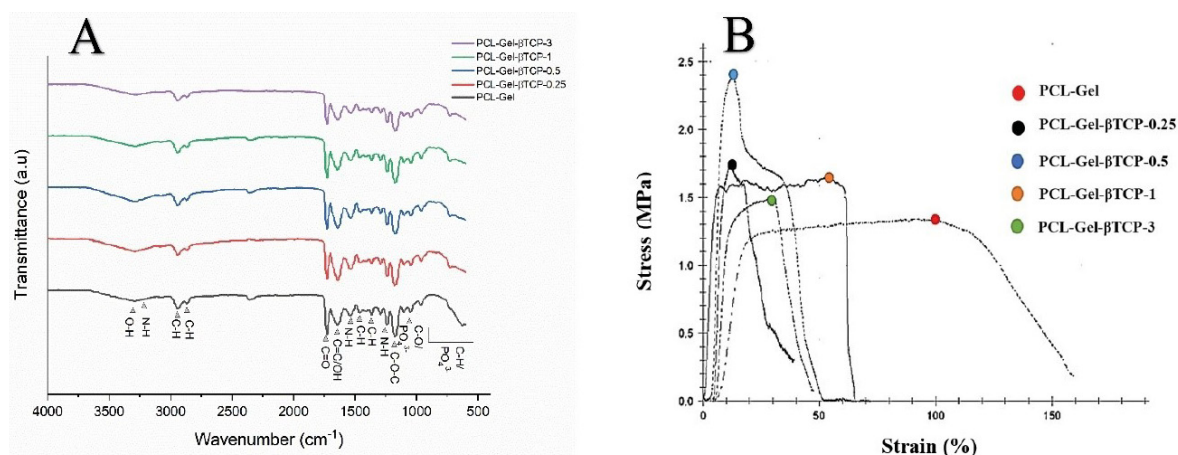 A
PCL-Gel-βTCP-3
PCL-Gel-βTCP-1
PCL-Gel-βTCP-0.5
PCL-Gel-βTCP-0.25
PCL-Gel
Transmittance (a.u)
O-H
N-H
C-H
C-H
C=O
C=C/OH
N-H
C-H
C-H
N-H
C-O-C
PO₄³⁻
C-O/
C-H/
PO₄³
4000 3500 3000 2500 2000 1500 1000 500
Wavenumber (cm⁻¹)
B
2.5
2.0
1.5
1.0
0.5
0.0
Stress (MPa)
PCL-Gel
PCL-Gel-βTCP-0.25
PCL-Gel-βTCP-0.5
PCL-Gel-βTCP-1
PCL-Gel-βTCP-3
0 50 100 150
Strain (%)